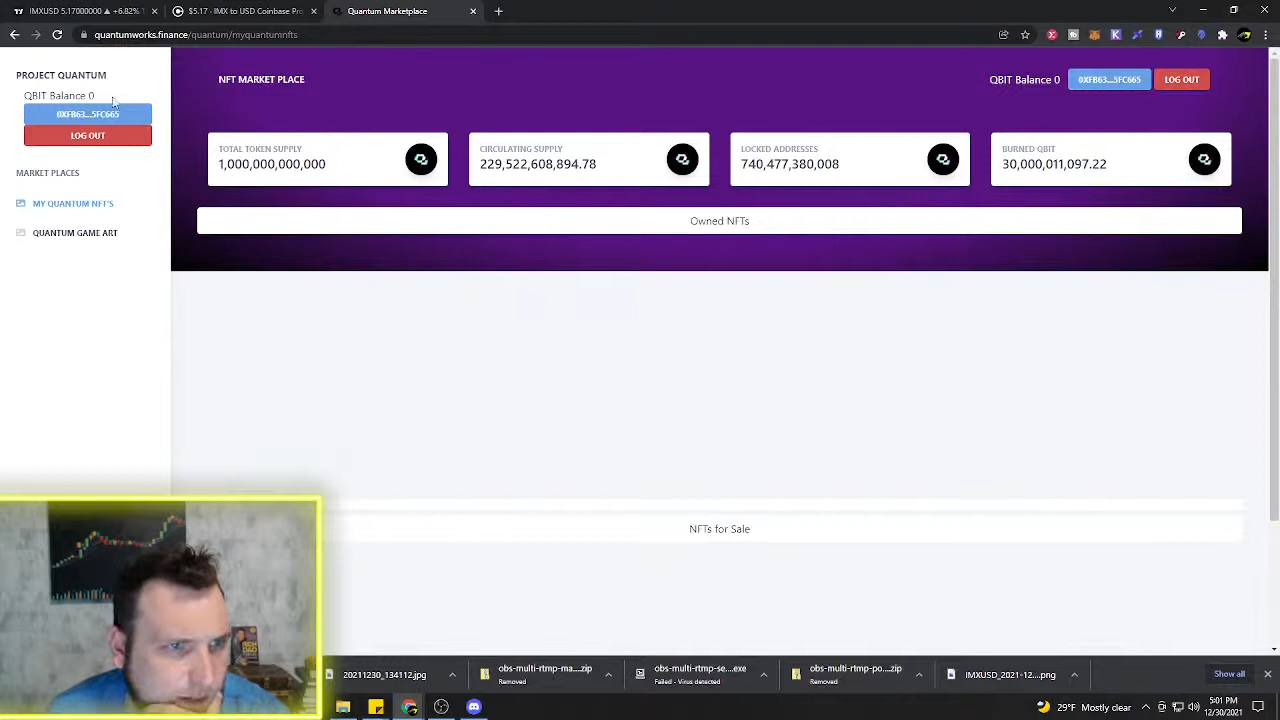 IMXUSD 5.17000000 ▲ +6.82% 1
$5.17 - IMX to USD Coinbase Pro
Quantum Marketplace
quantumworks.finance/quantum/myquantumnfts
PROJECT QUANTUM
QBIT Balance 0
0XFB63...5FC665
LOG OUT
MARKET PLACES
MY QUANTUM NFT'S
QUANTUM GAME ART
NFT MARKET PLACE
QBIT Balance 0
0XFB63...5FC665
LOG OUT
TOTAL TOKEN SUPPLY
1,000,000,000,000
CIRCULATING SUPPLY
229,522,608,894.78
LOCKED ADDRESSES
740,477,380,008
BURNED QBIT
30,000,011,097.22
Owned NFTs
NFTs for Sale
RICH DAD
20211230_134112.jpg
obs-multi-rtmp-ma....zip
Removed
obs-multi-rtmp-se....exe
Failed - Virus detected
obs-multi-rtmp-po....zip
Removed
IMXUSD_2021-12....png
Show all
29°F Mostly clear
5:01 PM
12/30/2021